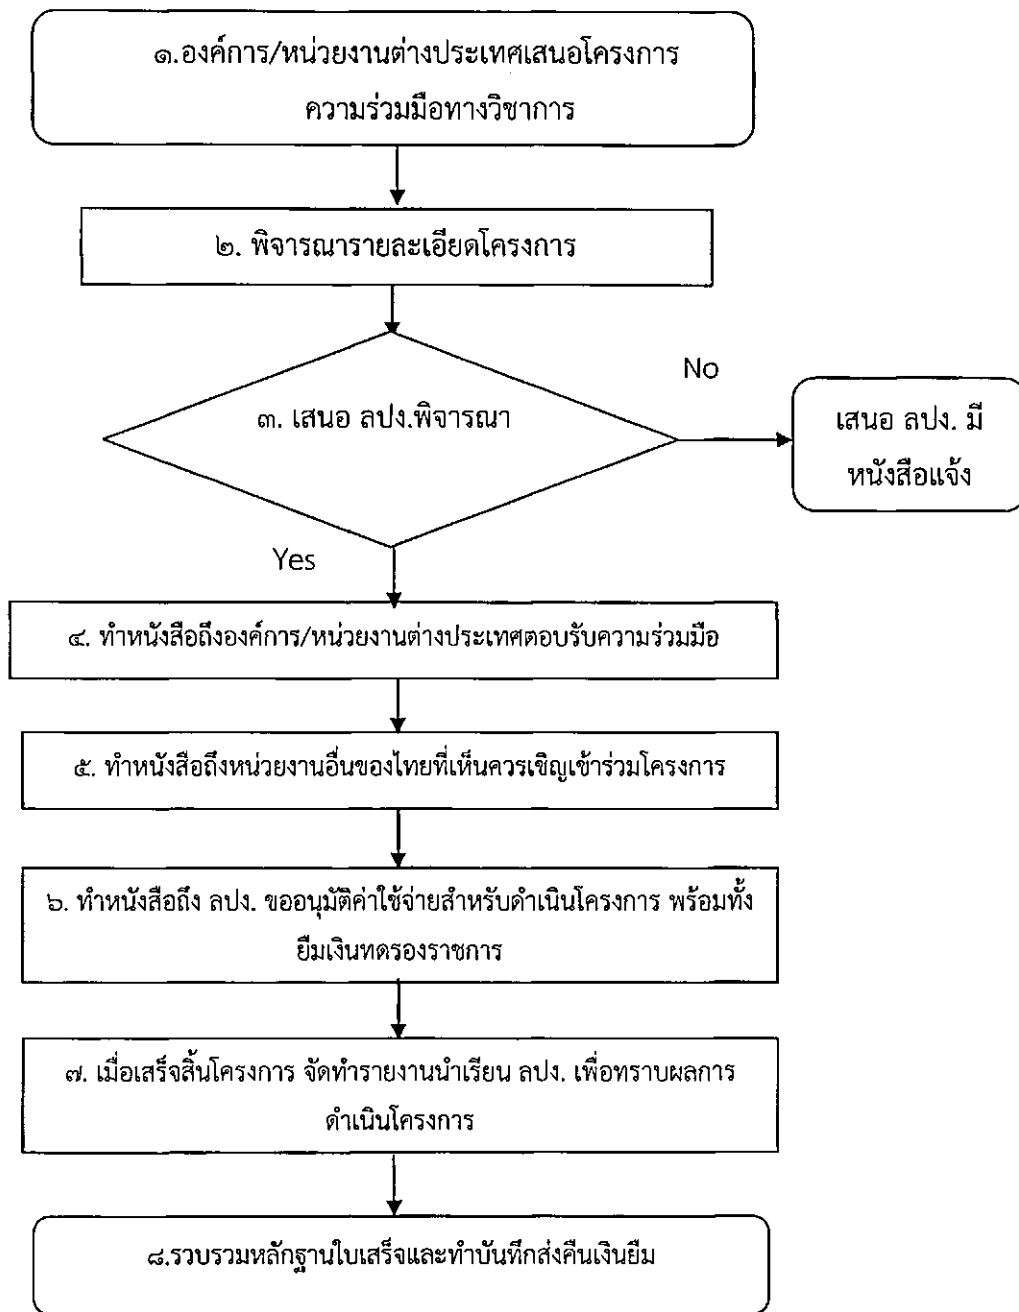 ๑.องค์การ/หน่วยงานต่างประเทศเสนอโครงการ
ความร่วมมือทางวิชาการ
๒. พิจารณารายละเอียดโครงการ
๓. เสนอ ลปง.พิจารณา
No
เสนอ ลปง. มี
หนังสือแจ้ง
Yes
๔. ทำหนังสือถึงองค์การ/หน่วยงานต่างประเทศตอบรับความร่วมมือ
๕. ทำหนังสือถึงหน่วยงานอื่นของไทยที่เห็นควรเชิญเข้าร่วมโครงการ
๖. ทำหนังสือถึง ลปง. ขออนุมัติค่าใช้จ่ายสำหรับดำเนินโครงการ พร้อมทั้ง
ยืมเงินทดรองราชการ
๗. เมื่อเสร็จสิ้นโครงการ จัดทำรายงานนำเรียน ลปง. เพื่อทราบผลการ
ดำเนินโครงการ
๘.รวบรวมหลักฐานใบเสร็จและทำบันทึกส่งคืนเงินยืม